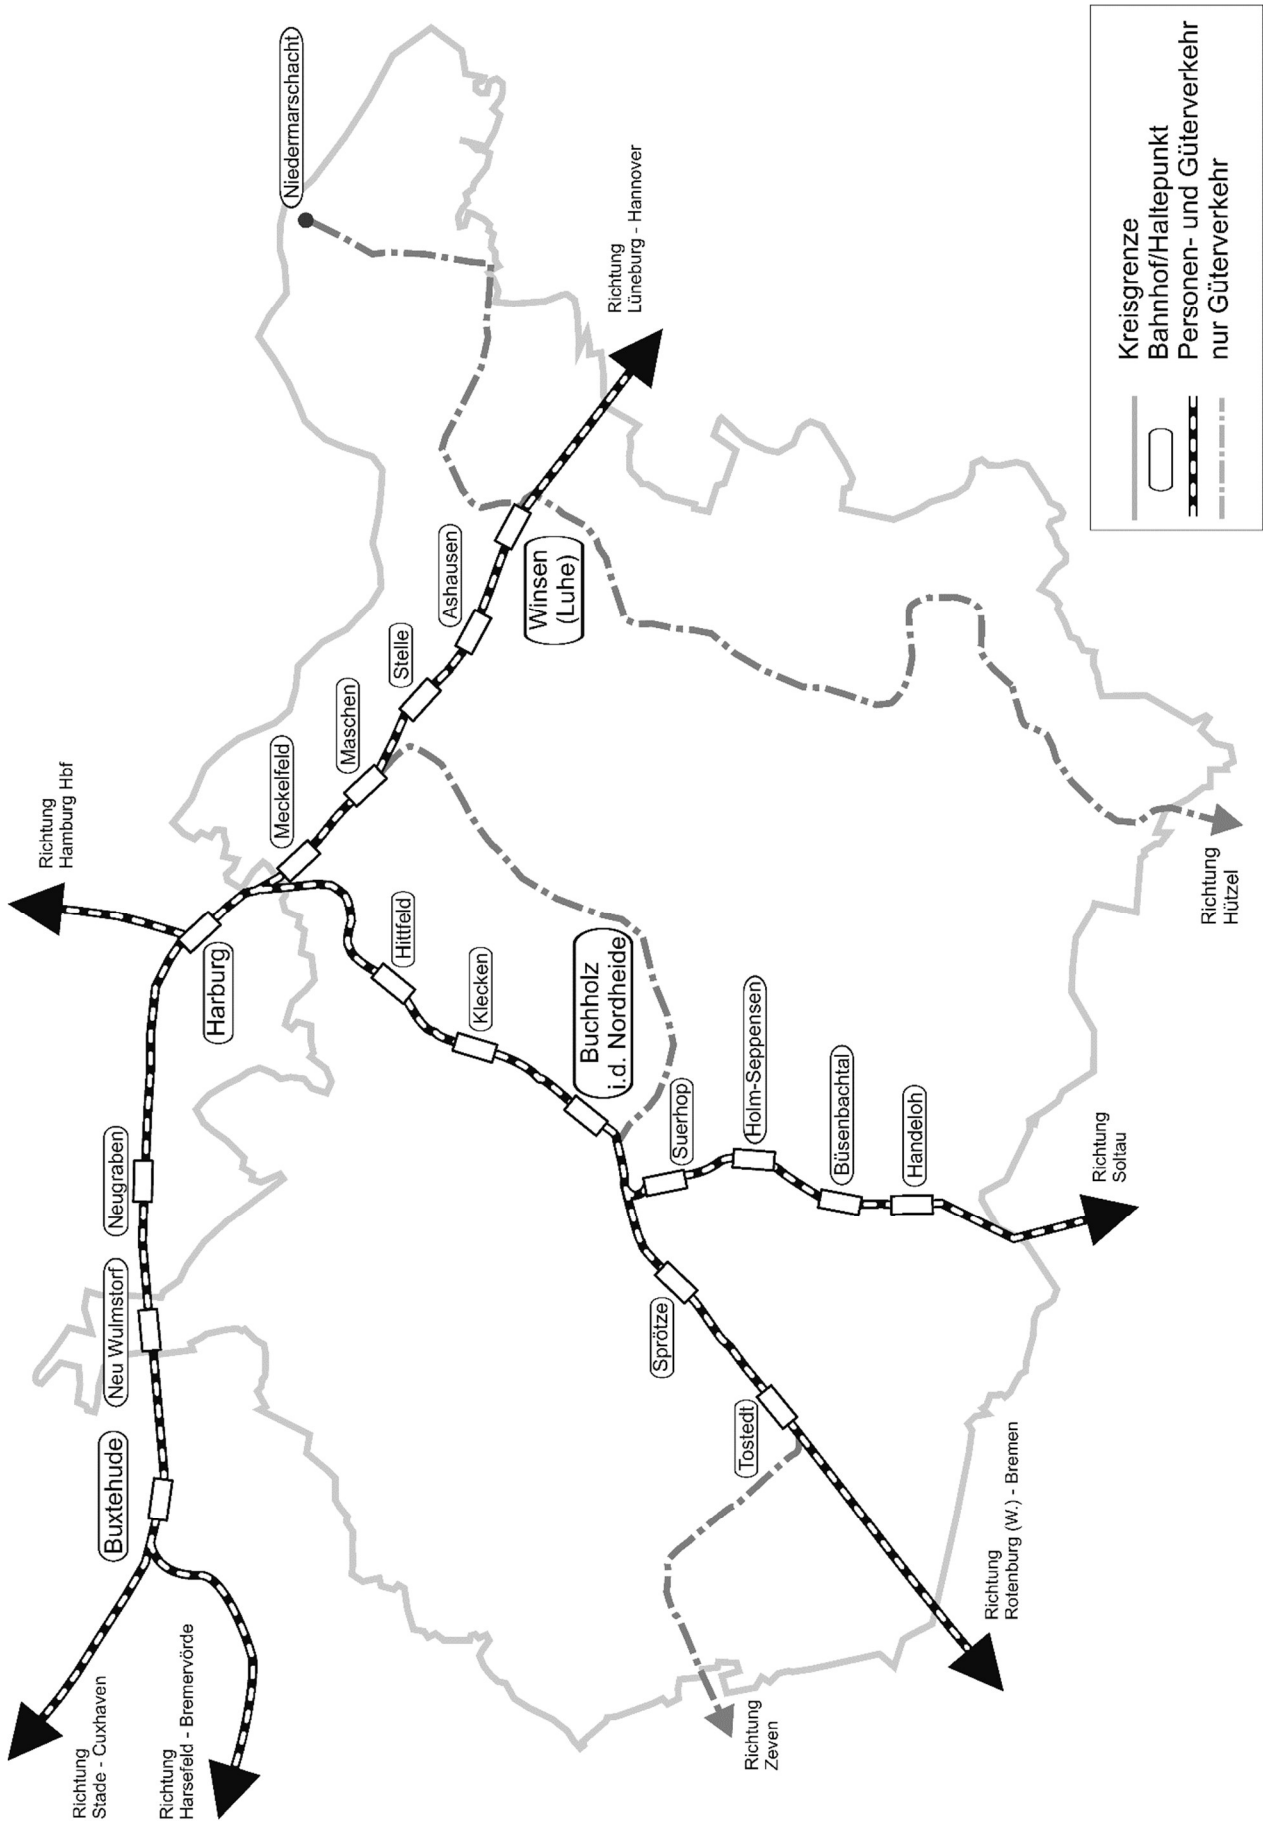 Richtung
Stade - Cuxhaven
Richtung
Harsefeld - Bremervörde
Buxtehude
Neu Wulmstorf
Neugraben
Harburg
Richtung
Hamburg Hbf
Meckelfeld
Maschen
Stelle
Ashausen
Winsen
(Luhe)
Niedermarschacht
Richtung
Lüneburg - Hannover
Hittfeld
Klecken
Buchholz
i.d. Nordheide
Suerhop
Holm-Seppensen
Büsenbachtal
Handeloh
Richtung
Soltau
Sprötze
Tostedt
Richtung
Zeven
Richtung
Rotenburg (W.) - Bremen
Richtung
Hützel
Kreisgrenze
Bahnhof/Haltepunkt
Personen- und Güterverkehr
nur Güterverkehr